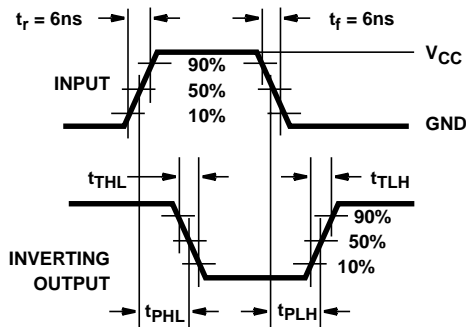 tr = 6ns
tf = 6ns
VCC
INPUT
90%
50%
10%
GND
tTHL
tTLH
90%
50%
10%
INVERTING
OUTPUT
tPHL
tPLH